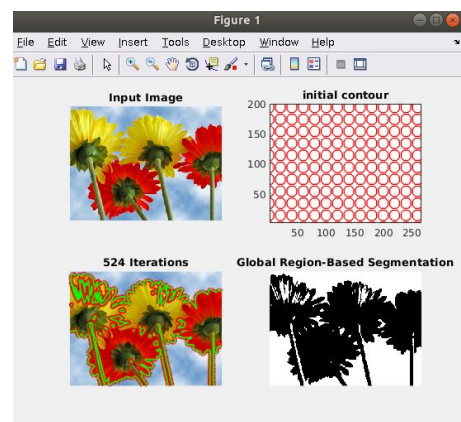 Figure 1
File Edit View Insert Tools Desktop Window Help
Input Image
initial contour
200
150
100
50
50 100 150 200 250
524 Iterations
Global Region-Based Segmentation